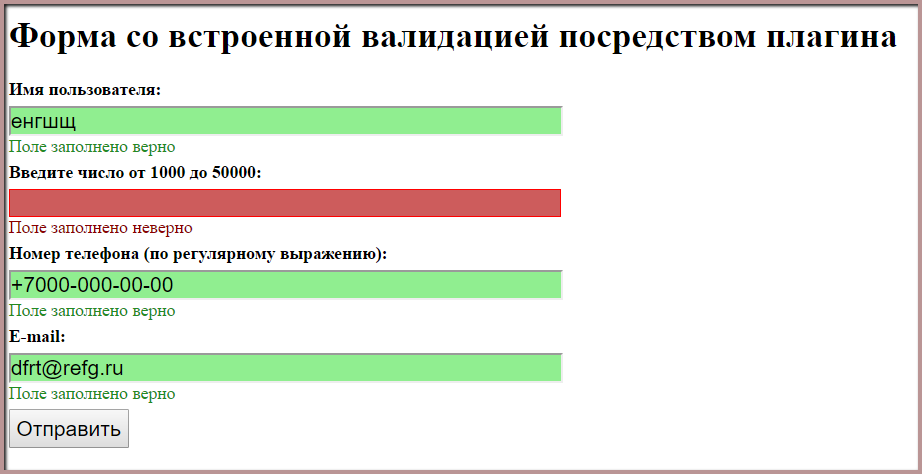 Форма со встроенной валидацией посредством плагина
Имя пользователя:
енгшщ
Поле заполнено верно
Введите число от 1000 до 50000:
Поле заполнено неверно
Номер телефона (по регулярному выражению):
+7000-000-00-00
Поле заполнено верно
E-mail:
dfrt@refg.ru
Поле заполнено верно
Отправить